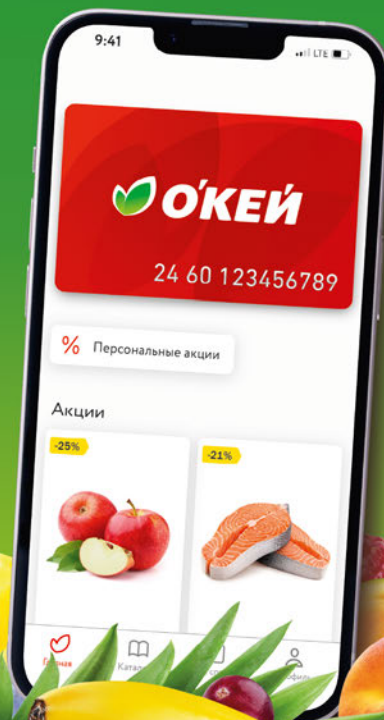 9:41
LTE
О'КЕЙ
24 60 123456789
% Персональные акции
Акции
-25%
-21%